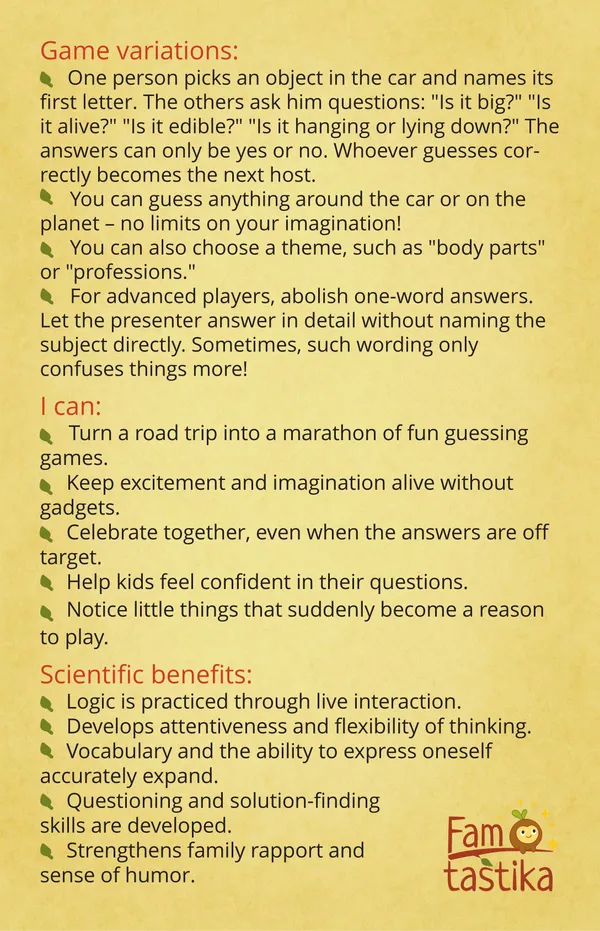 Game variations:
One person picks an object in the car and names its
first letter. The others ask him questions: "Is it big?" "Is
it alive?" "Is it edible?" "Is it hanging or lying down?" The
answers can only be yes or no. Whoever guesses cor-
rectly becomes the next host.
You can guess anything around the car or on the
planet – no limits on your imagination!
You can also choose a theme, such as "body parts"
or "professions."
For advanced players, abolish one-word answers.
Let the presenter answer in detail without naming the
subject directly. Sometimes, such wording only
confuses things more!
I can:
Turn a road trip into a marathon of fun guessing
games.
Keep excitement and imagination alive without
gadgets.
Celebrate together, even when the answers are off
target.
Help kids feel confident in their questions.
Notice little things that suddenly become a reason
to play.
Scientific benefits:
Logic is practiced through live interaction.
Develops attentiveness and flexibility of thinking.
Vocabulary and the ability to express oneself
accurately expand.
Questioning and solution-finding
skills are developed.
Strengthens family rapport and
sense of humor.
Fam
tastika